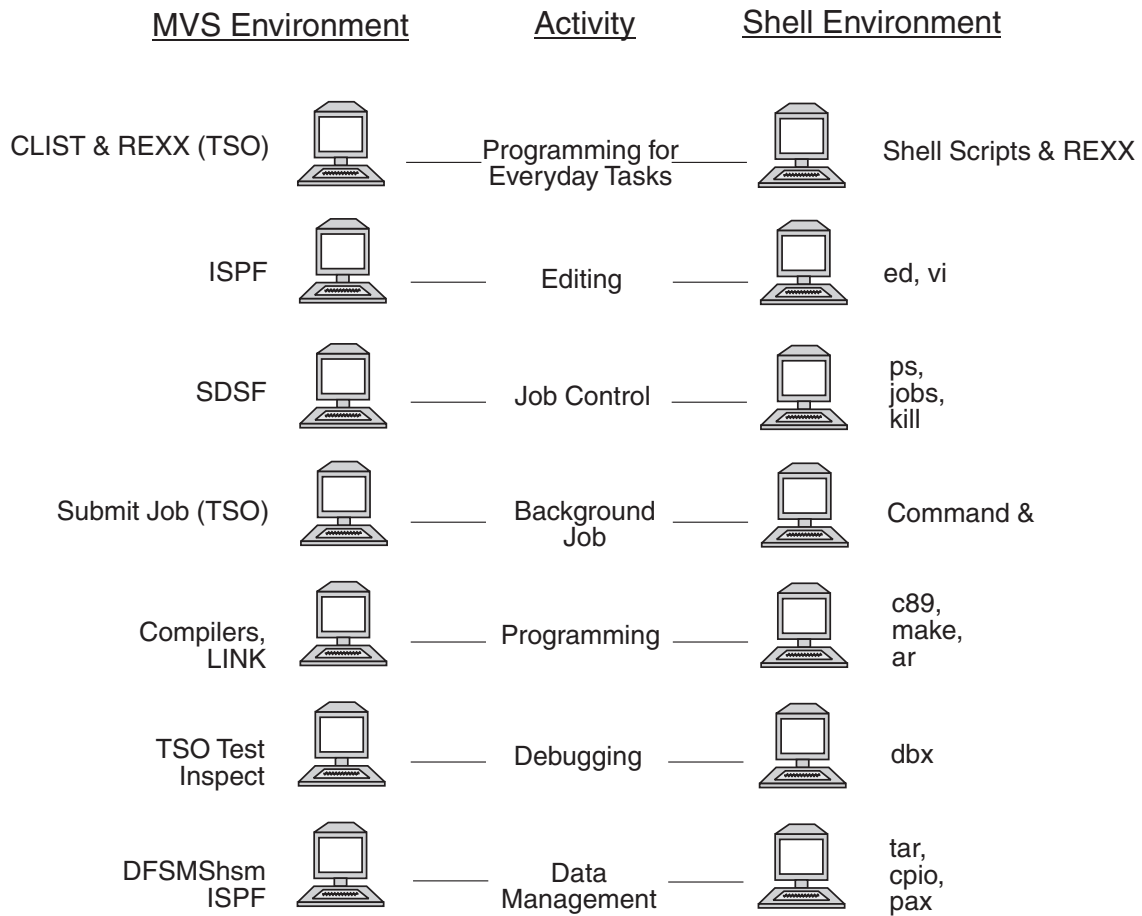 MVS Environment Activity Shell Environment
CLIST & REXX (TSO)
Programming for
Everyday Tasks
Shell Scripts & REXX
ISPF
Editing
ed, vi
SDSF
Job Control
ps,
jobs,
kill
Submit Job (TSO)
Background
Job
Command &
Compilers,
LINK
Programming
c89,
make,
ar
TSO Test
Inspect
Debugging
dbx
DFSMShsm
ISPF
Data
Management
tar,
cpio,
pax